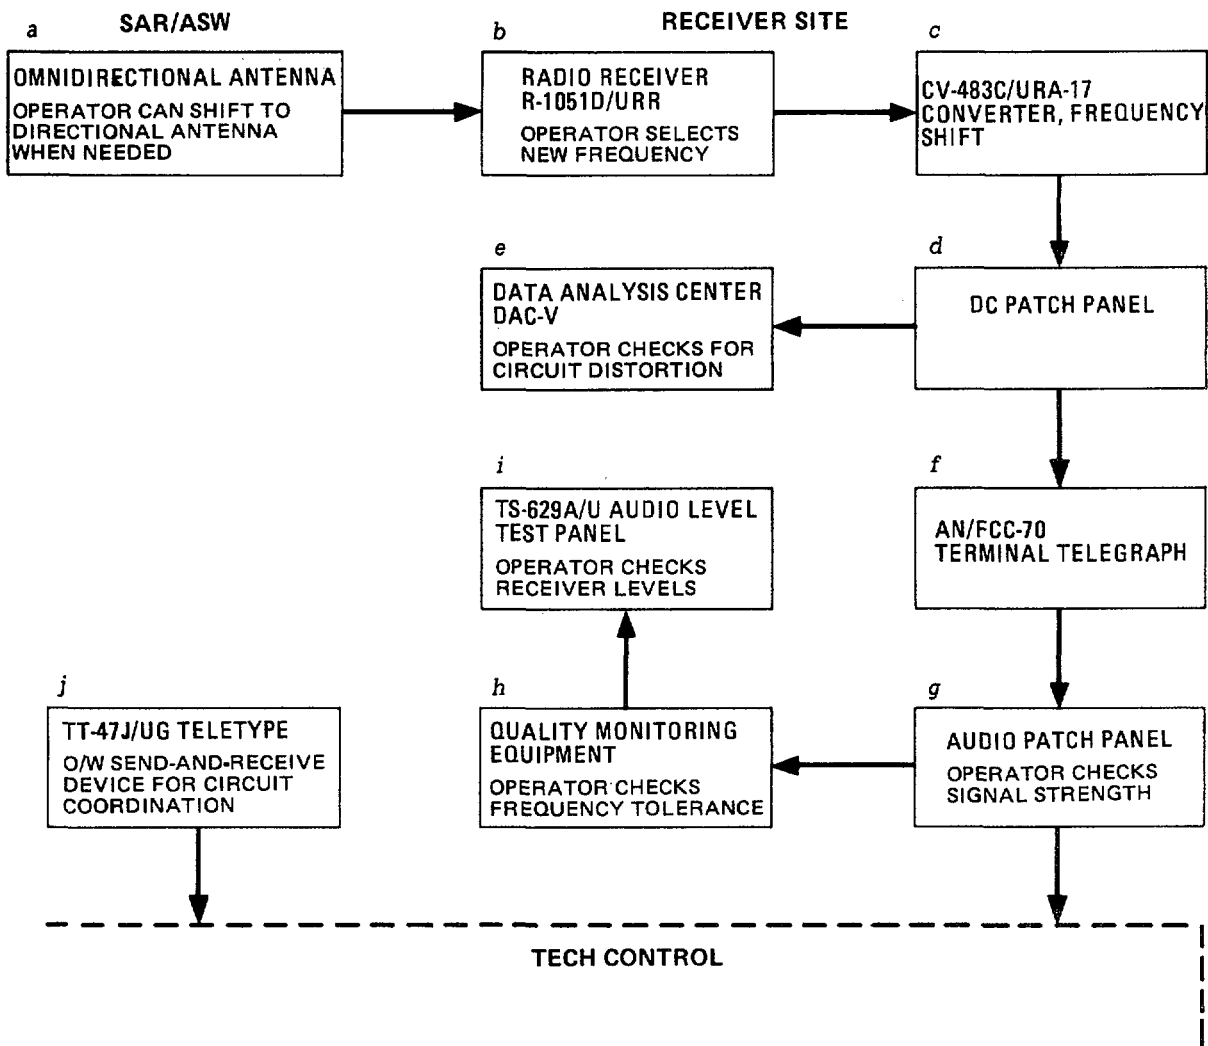 SAR/ASW
RECEIVER SITE
a
OMNIDIRECTIONAL ANTENNA
OPERATOR CAN SHIFT TO
DIRECTIONAL ANTENNA
WHEN NEEDED
b
RADIO RECEIVER
R-1051D/URR
OPERATOR SELECTS
NEW FREQUENCY
c
CV-483C/URA-17
CONVERTER, FREQUENCY
SHIFT
e
DATA ANALYSIS CENTER
DAC-V
OPERATOR CHECKS FOR
CIRCUIT DISTORTION
d
DC PATCH PANEL
i
TS-629A/U AUDIO LEVEL
TEST PANEL
OPERATOR CHECKS
RECEIVER LEVELS
f
AN/FCC-70
TERMINAL TELEGRAPH
j
TT-47J/UG TELETYPE
O/W SEND-AND-RECEIVE
DEVICE FOR CIRCUIT
COORDINATION
h
QUALITY MONITORING
EQUIPMENT
OPERATOR CHECKS
FREQUENCY TOLERANCE
g
AUDIO PATCH PANEL
OPERATOR CHECKS
SIGNAL STRENGTH
TECH CONTROL